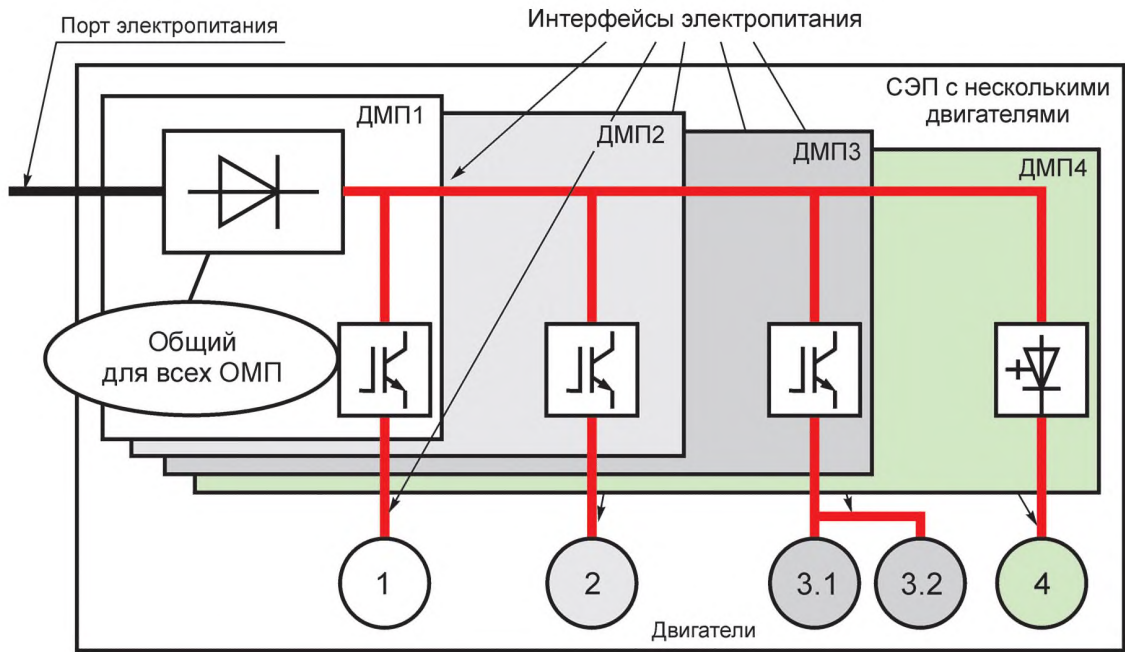 Порт электропитания
Интерфейсы электропитания
СЭП с несколькими
двигателями
ДМП1
ДМП2
ДМП3
ДМП4
Общий
для всех ОМП
1
2
3.1
3.2
4
Двигатели